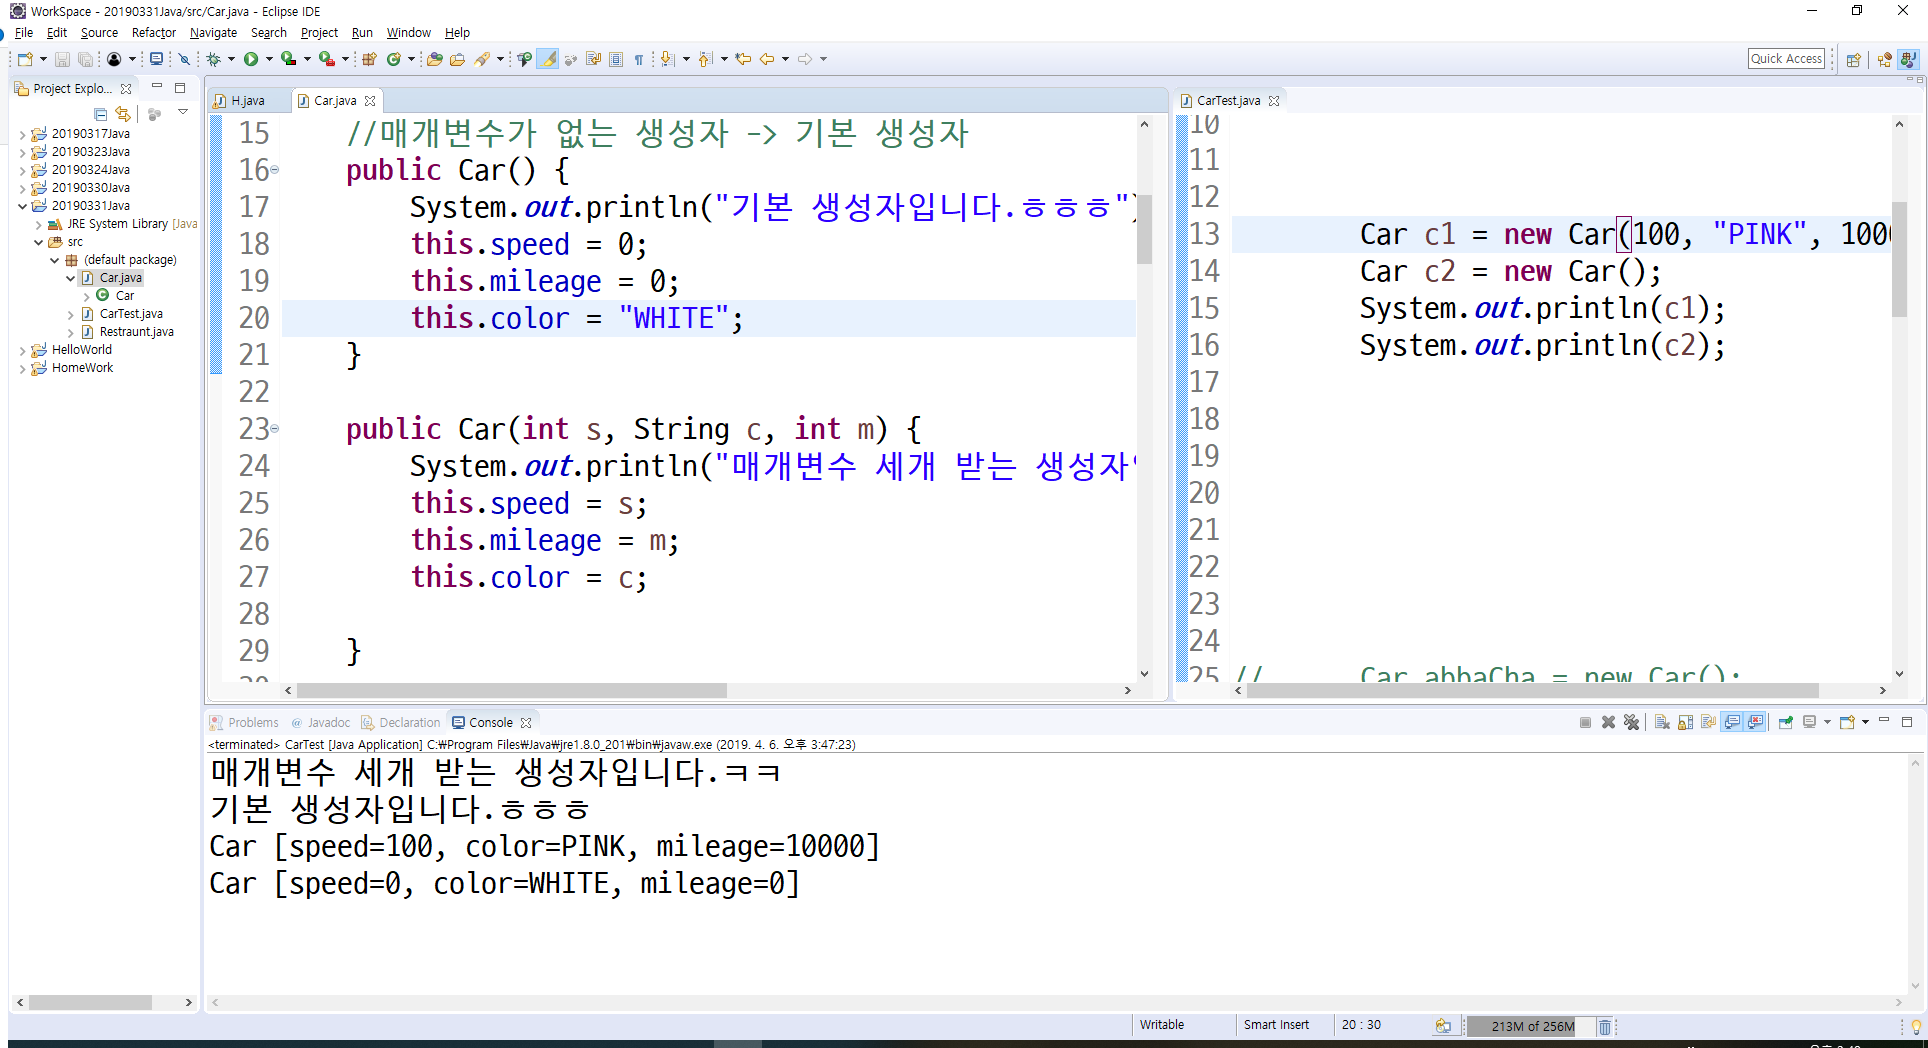 WorkSpace - 20190331Java/src/Car.java - Eclipse IDE
File Edit Source Refactor Navigate Search Project Run Window Help
Quick Access
Project Explo...
20190317Java
20190323Java
20190324Java
20190330Java
20190331Java
JRE System Library [Java
src
(default package)
Car.java
Car
CarTest.java
Restraunt.java
HelloWorld
HomeWork
H.java
Car.java
15 //매개변수가 없는 생성자 -> 기본 생성자
16 public Car() {
17 System.out.println("기본 생성자입니다.ㅎㅎㅎ")
18 this.speed = 0;
19 this.mileage = 0;
20 this.color = "WHITE";
21 }
22
23 public Car(int s, String c, int m) {
24 System.out.println("매개변수 세개 받는 생성자
25 this.speed = s;
26 this.mileage = m;
27 this.color = c;
28
29 }
CarTest.java
10
11
12
13 Car c1 = new Car(100, "PINK", 100
14 Car c2 = new Car();
15 System.out.println(c1);
16 System.out.println(c2);
17
18
19
20
21
22
23
24
25 // Car abbaCha = new Car();
Problems @ Javadoc Declaration Console
<terminated> CarTest [Java Application] C:₩Program Files₩Java₩jre1.8.0_201₩bin₩javaw.exe (2019. 4. 6. 오후 3:47:23)
매개변수 세개 받는 생성자입니다.ㅋㅋ
기본 생성자입니다.ㅎㅎㅎ
Car [speed=100, color=PINK, mileage=10000]
Car [speed=0, color=WHITE, mileage=0]
Writable Smart Insert 20 : 30 213M of 256M